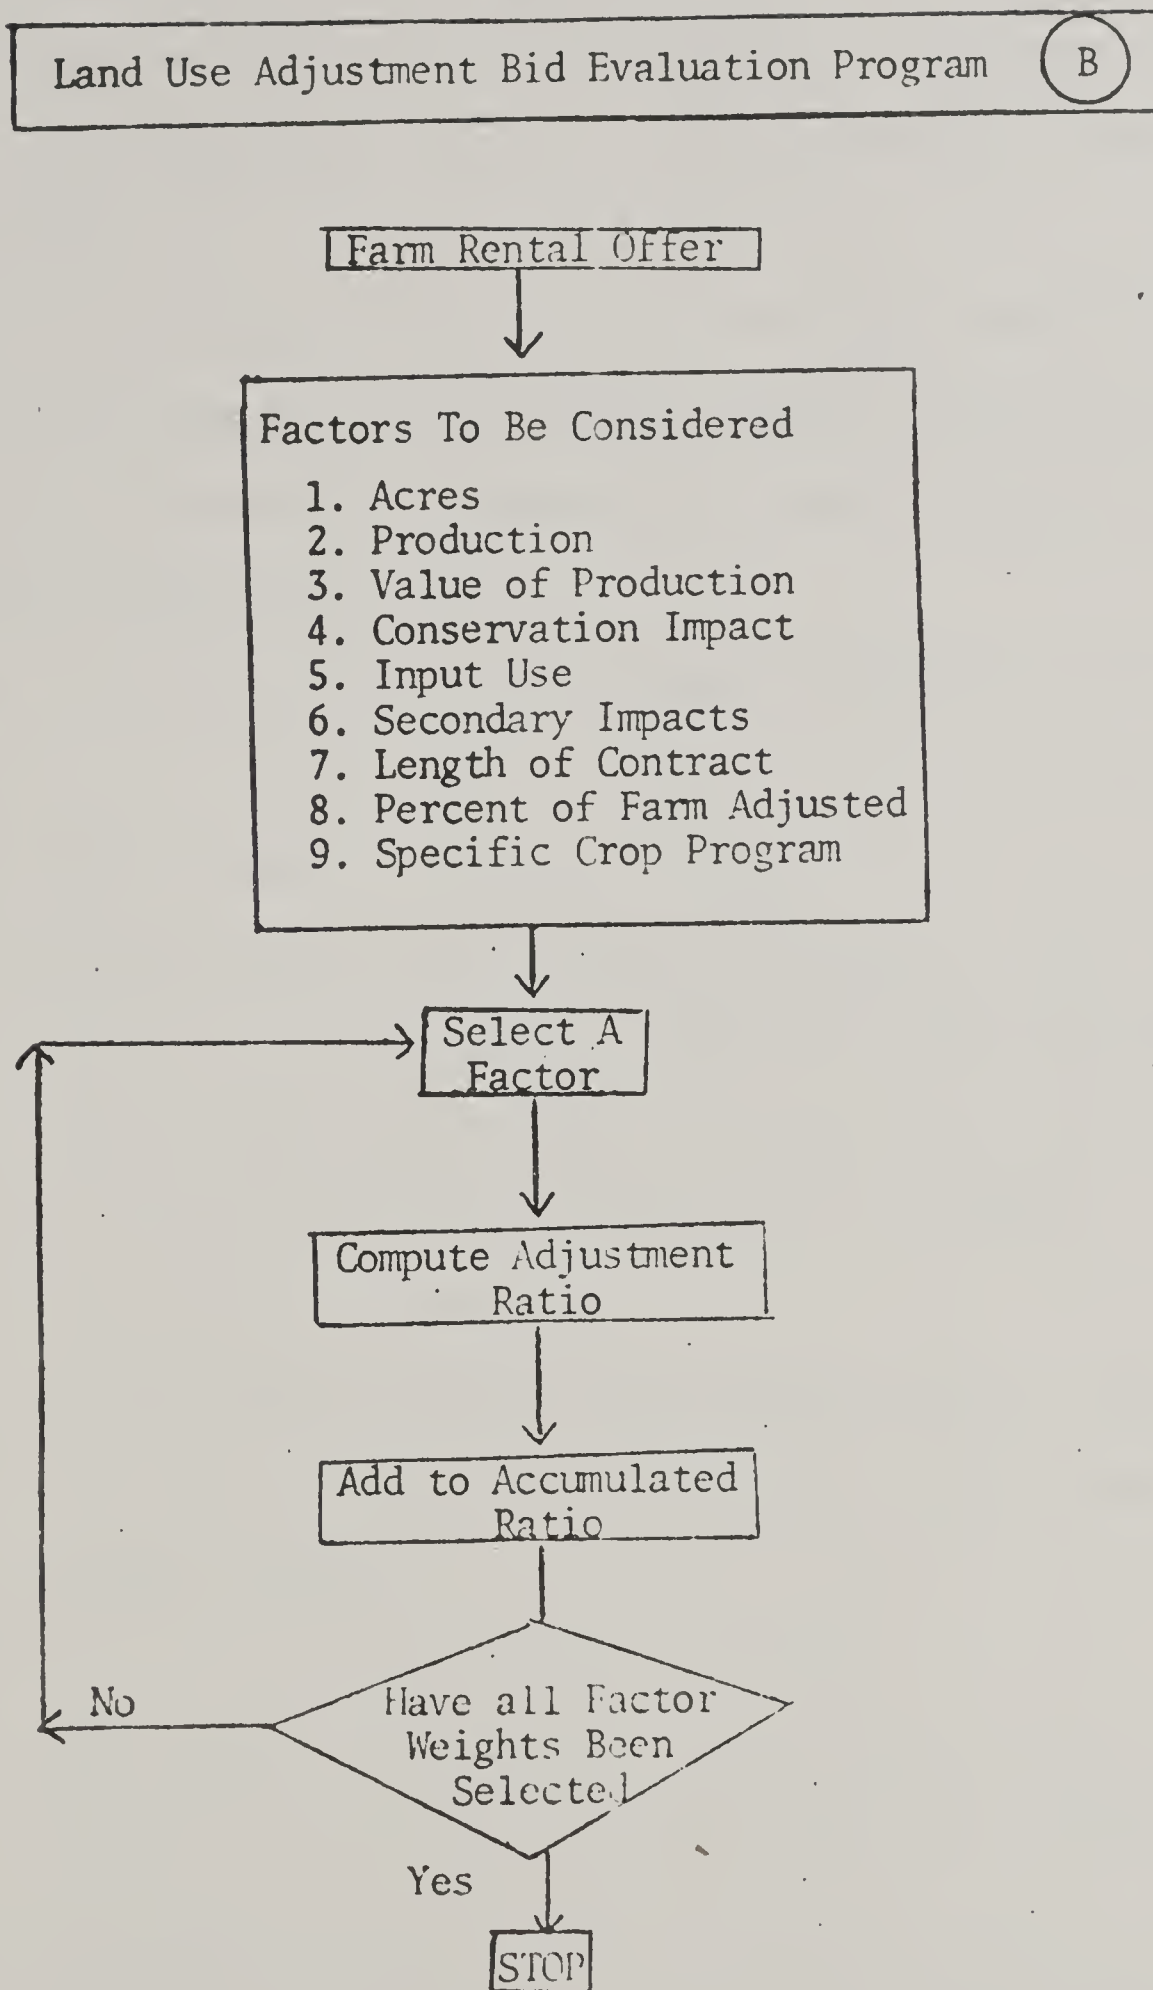 Land Use Adjustment Bid Evaluation Program B
Farm Rental Offer
Factors To Be Considered
1. Acres
2. Production
3. Value of Production
4. Conservation Impact
5. Input Use
6. Secondary Impacts
7. Length of Contract
8. Percent of Farm Adjusted
9. Specific Crop Program
Select A
Factor
Compute Adjustment
Ratio
Add to Accumulated
Ratio
No
Have all Factor
Weights Been
Selected
Yes
STOP